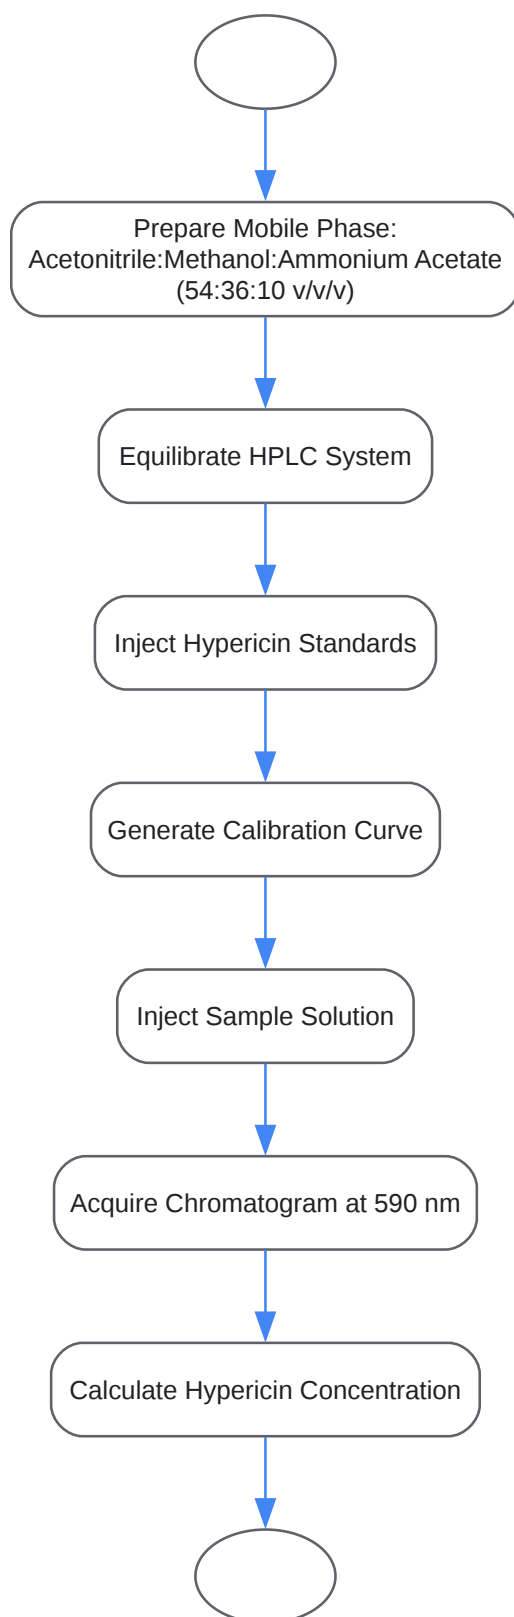 Prepare Mobile Phase:
Acetonitrile:Methanol:Ammonium Acetate
(54:36:10 v/v/v)
Equilibrate HPLC System
Inject Hypericin Standards
Generate Calibration Curve
Inject Sample Solution
Acquire Chromatogram at 590 nm
Calculate Hypericin Concentration